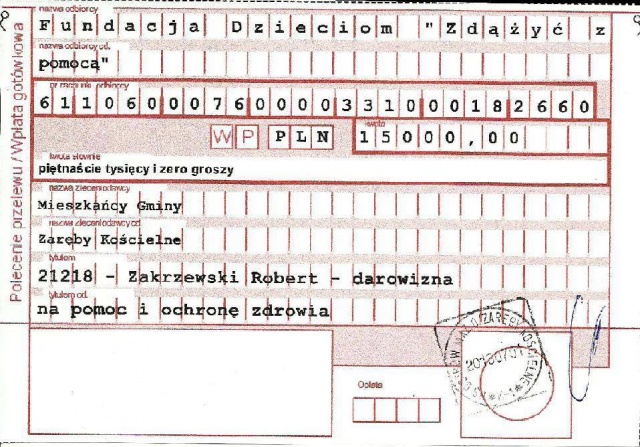 Polecenie przelewu / Wpłata gotówkowa
nazwa odbiorcy
Fundacja Dzieciom "Zdążyć z
nazwa odbiorcy cd.
pomocą"
nr rachunku odbiorcy
61106000760000331000182660
WP PLN
kwota
15000,00
kwota słownie
piętnaście tysięcy i zero groszy
nazwa zleceniodawcy
Mieszkańcy Gminy
nazwa zleceniodawcy cd.
Zaręby Kościelne
tytułem
21218 - Zakrzewski Robert - darowizna
tytułem cd.
na pomoc i ochronę zdrowia
Opłata